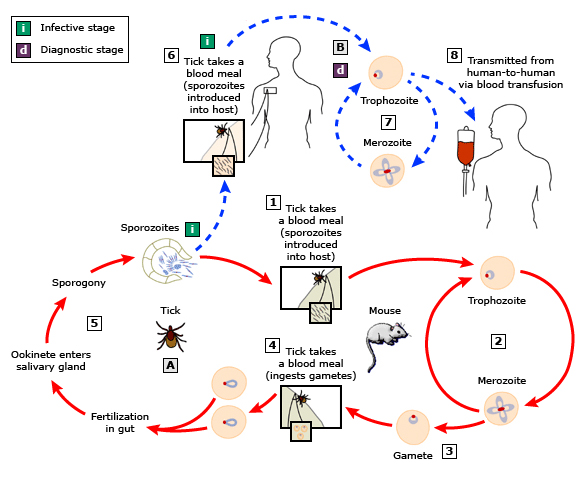 i Infective stage
d Diagnostic stage
6
i
Tick takes a
blood meal
(sporozoites
introduced
into host)
B
d
Trophozoite
7
Merozoite
8
Transmitted from
human-to-human
via blood transfusion
Sporozoites
i
1
Tick takes
a blood meal
(sporozoites
introduced
into host)
Trophozoite
Sporogony
5
Tick
A
Mouse
2
Ookinete enters
salivary gland
4
Tick takes
a blood meal
(ingests gametes)
Merozoite
Fertilization
in gut
Gamete
3